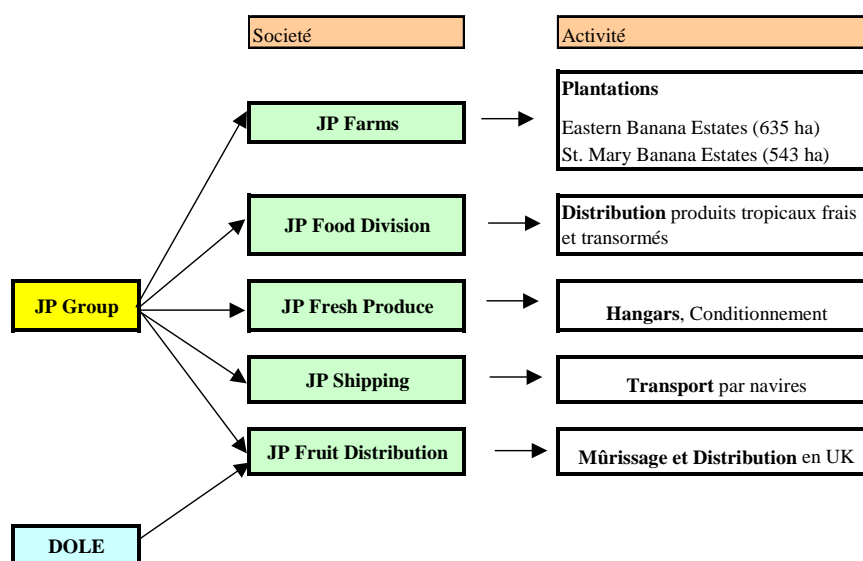 Societé
Activité
JP Group
DOLE
JP Farms
Plantations
Eastern Banana Estates (635 ha)
St. Mary Banana Estates (543 ha)
JP Food Division
Distribution produits tropicaux frais
et transormés
JP Fresh Produce
Hangars, Conditionnement
JP Shipping
Transport par navires
JP Fruit Distribution
Mûrissage et Distribution en UK